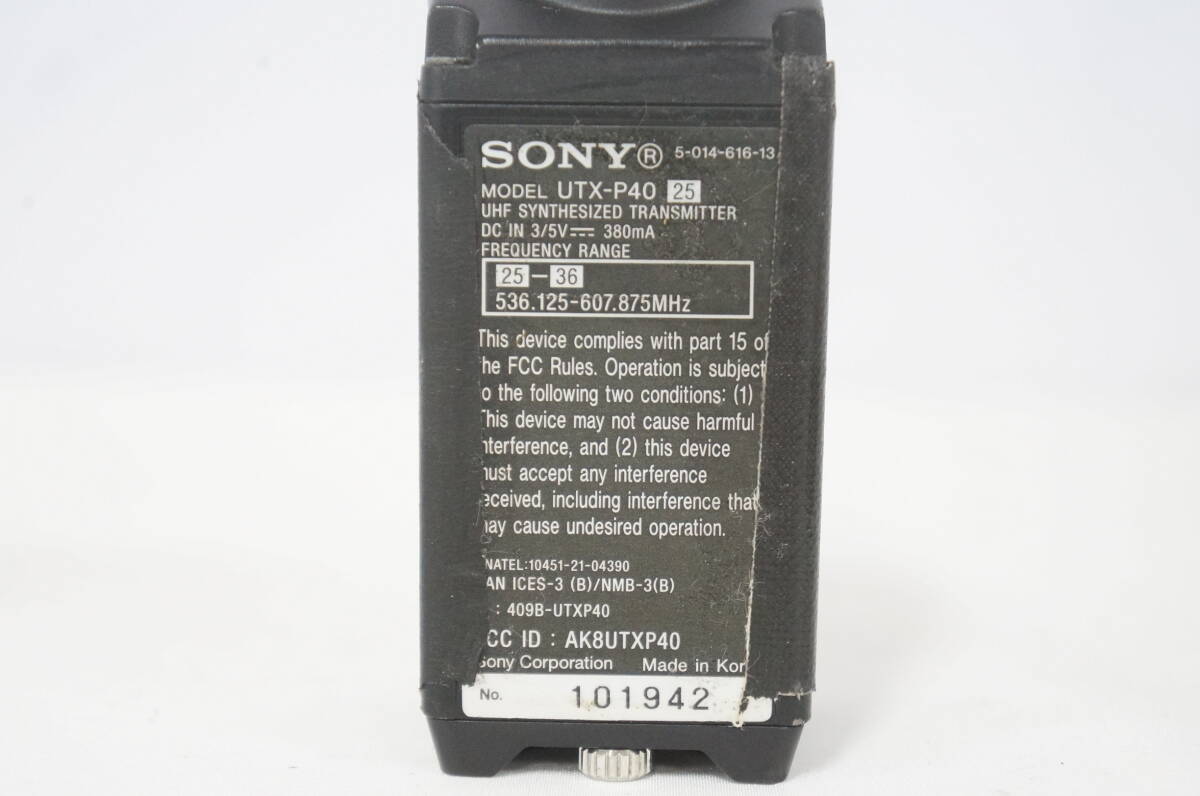 SONY® 5-014-616-13
MODEL UTX-P40 25
UHF SYNTHESIZED TRANSMITTER
DC IN 3/5V⎓ 380mA
FREQUENCY RANGE
25–36
536.125-607.875MHz
This device complies with part 15 of
he FCC Rules. Operation is subject
o the following two conditions: (1)
This device may not cause harmful
nterference, and (2) this device
nust accept any interference
eceived, including interference that
nay cause undesired operation.
NATEL:10451-21-04390
AN ICES-3 (B)/NMB-3(B)
: 409B-UTXP40
CC ID : AK8UTXP40
Sony Corporation Made in Kor
No. 101942